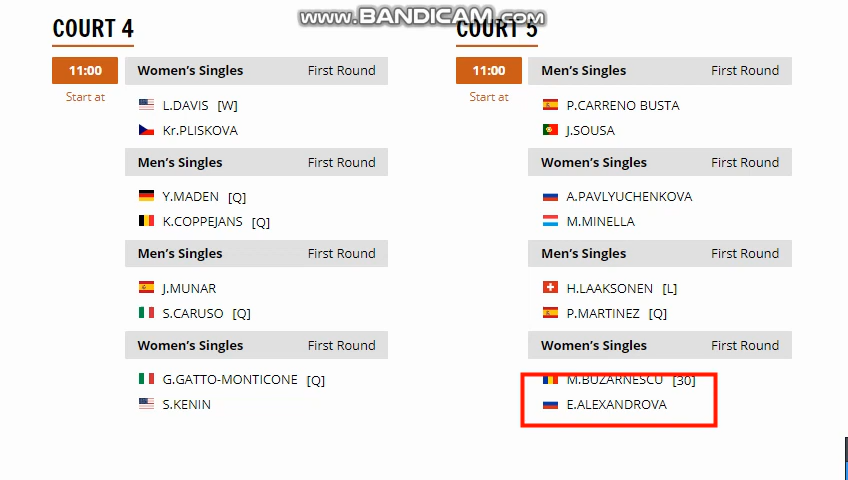 www.BANDICAM.com
COURT 4
11:00
Start at
Women's Singles First Round
L.DAVIS [W]
Kr.PLISKOVA
Men's Singles First Round
Y.MADEN [Q]
K.COPPEJANS [Q]
Men's Singles First Round
J.MUNAR
S.CARUSO [Q]
Women's Singles First Round
G.GATTO-MONTICONE [Q]
S.KENIN
COURT 5
11:00
Start at
Men's Singles First Round
P.CARRENO BUSTA
J.SOUSA
Women's Singles First Round
A.PAVLYUCHENKOVA
M.MINELLA
Men's Singles First Round
H.LAAKSONEN [L]
P.MARTINEZ [Q]
Women's Singles First Round
M.BUZARNESCU [30]
E.ALEXANDROVA